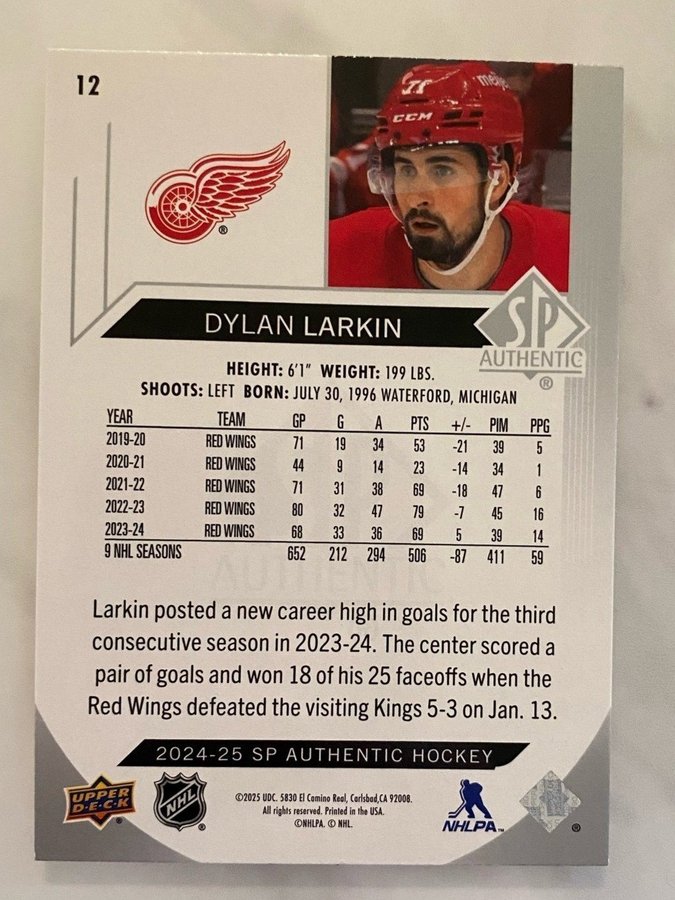 12
71
meijer
CCM
®
DYLAN LARKIN
SP
AUTHENTIC
®
HEIGHT: 6'1" WEIGHT: 199 LBS.
SHOOTS: LEFT BORN: JULY 30, 1996 WATERFORD, MICHIGAN
YEAR TEAM GP G A PTS +/- PIM PPG
2019-20 RED WINGS 71 19 34 53 -21 39 5
2020-21 RED WINGS 44 9 14 23 -14 34 1
2021-22 RED WINGS 71 31 38 69 -18 47 6
2022-23 RED WINGS 80 32 47 79 -7 45 16
2023-24 RED WINGS 68 33 36 69 5 39 14
9 NHL SEASONS 652 212 294 506 -87 411 59
AUTHENTIC
Larkin posted a new career high in goals for the third
consecutive season in 2023-24. The center scored a
pair of goals and won 18 of his 25 faceoffs when the
Red Wings defeated the visiting Kings 5-3 on Jan. 13.
2024-25 SP AUTHENTIC HOCKEY
UPPER
D·E·C·K
®
NHL
®
©2025 UDC. 5830 El Camino Real, Carlsbad,CA 92008.
All rights reserved. Printed in the USA.
©NHLPA. © NHL.
NHLPA™
®